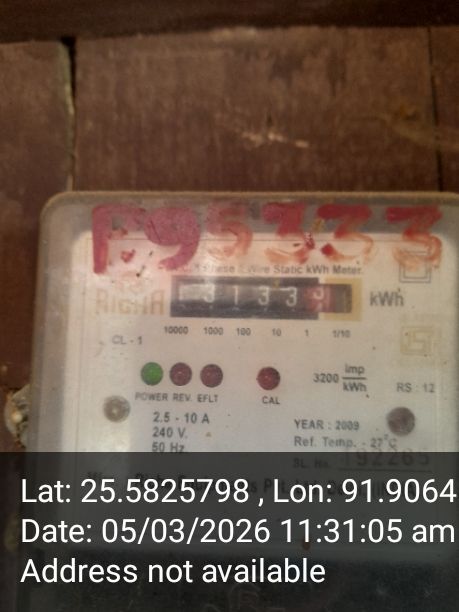 F95333
Phase 2 Wire Static kWh Meter.
3133
kWh
10000 1000 100 10 1 1/10
CL - 1
3200 imp/kWh
POWER REV. EFLT CAL
RS : 12
2.5 - 10 A
240 V.
50 Hz
YEAR : 2009
Ref. Temp. - 27°C
SL. No.
Lat: 25.5825798 , Lon: 91.9064
Date: 05/03/2026 11:31:05 am
Address not available